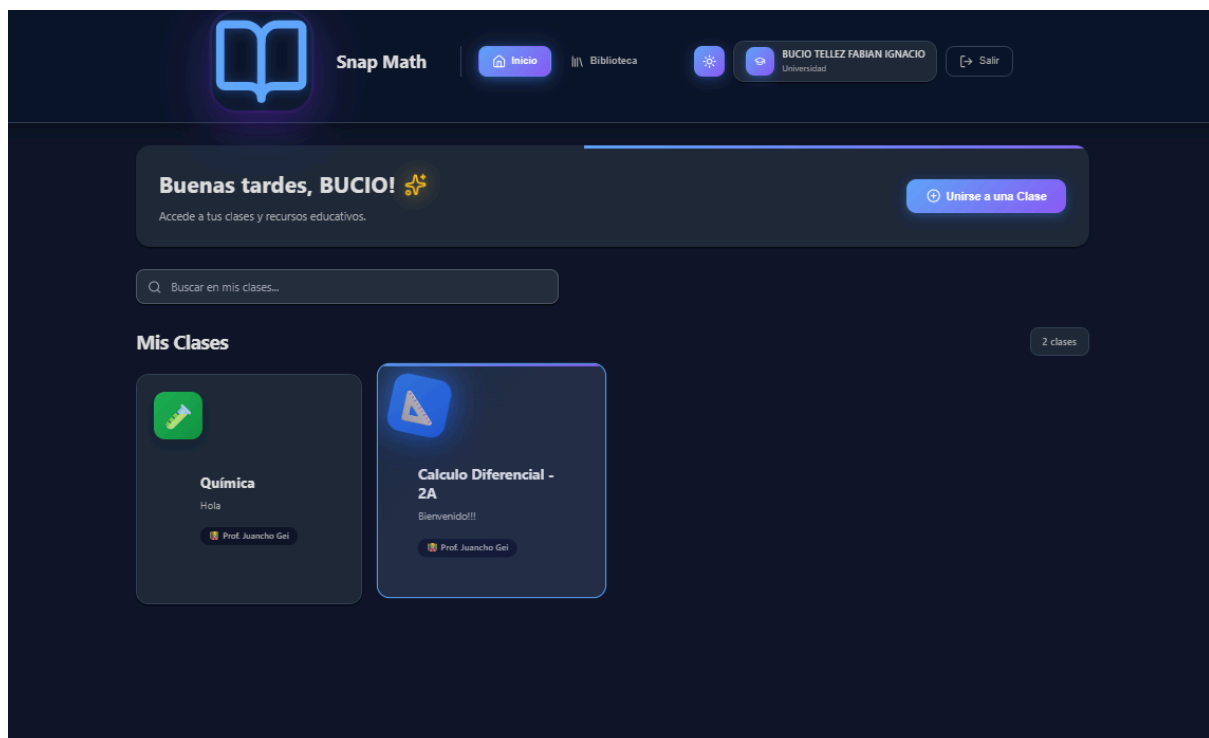 Snap Math
Inicio
Biblioteca
BUCIO TELLEZ FABIAN IGNACIO
Universidad
Salir
Buenas tardes, BUCIO!
Accede a tus clases y recursos educativos.
Unirse a una Clase
Buscar en mis clases...
Mis Clases
2 clases
Química
Hola
Prof. Juancho Gei
Calculo Diferencial -
2A
Bienvenido!!!
Prof. Juancho Gei